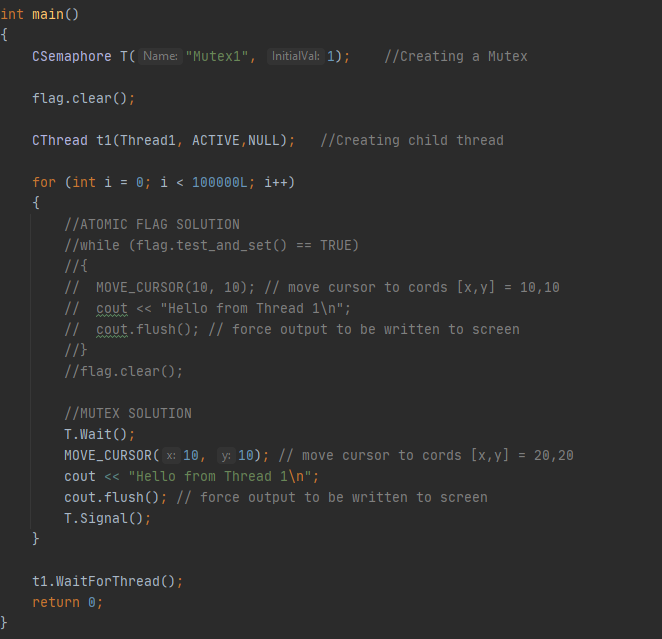 int main()
{
    CSemaphore T( Name: "Mutex1", InitialVal: 1);    //Creating a Mutex

    flag.clear();

    CThread t1(Thread1, ACTIVE,NULL);   //Creating child thread

    for (int i = 0; i < 100000L; i++)
    {
        //ATOMIC FLAG SOLUTION
        //while (flag.test_and_set() == TRUE)
        //{
        //  MOVE_CURSOR(10, 10); // move cursor to cords [x,y] = 10,10
        //  cout << "Hello from Thread 1\n";
        //  cout.flush(); // force output to be written to screen
        //}
        //flag.clear();

        //MUTEX SOLUTION
        T.Wait();
        MOVE_CURSOR( x: 10, y: 10); // move cursor to cords [x,y] = 20,20
        cout << "Hello from Thread 1\n";
        cout.flush(); // force output to be written to screen
        T.Signal();
    }

    t1.WaitForThread();
    return 0;
}